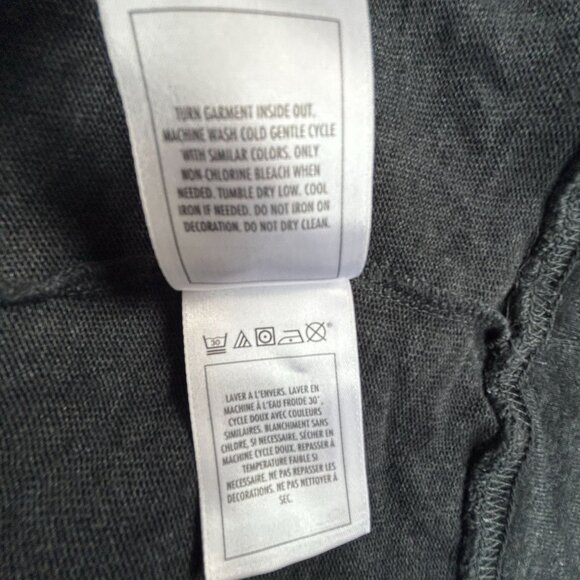 TURN GARMENT INSIDE OUT.
MACHINE WASH COLD GENTLE CYCLE
WITH SIMILAR COLORS. ONLY
NON-CHLORINE BLEACH WHEN
NEEDED. TUMBLE DRY LOW. COOL
IRON IF NEEDED. DO NOT IRON ON
DECORATION. DO NOT DRY CLEAN.
30
LAVER A L'ENVERS. LAVER EN
MACHINE À L'EAU FROIDE 30°,
CYCLE DOUX AVEC COULEURS
SIMILAIRES. BLANCHIMENT SANS
CHLORE, SI NECESSAIRE. SÉCHER EN
MACHINE CYCLE DOUX. REPASSER À
TEMPERATURE FAIBLE SI
NECESSAIRE. NE PAS REPASSER LES
DECORATIONS. NE PAS NETTOYER À
SEC.